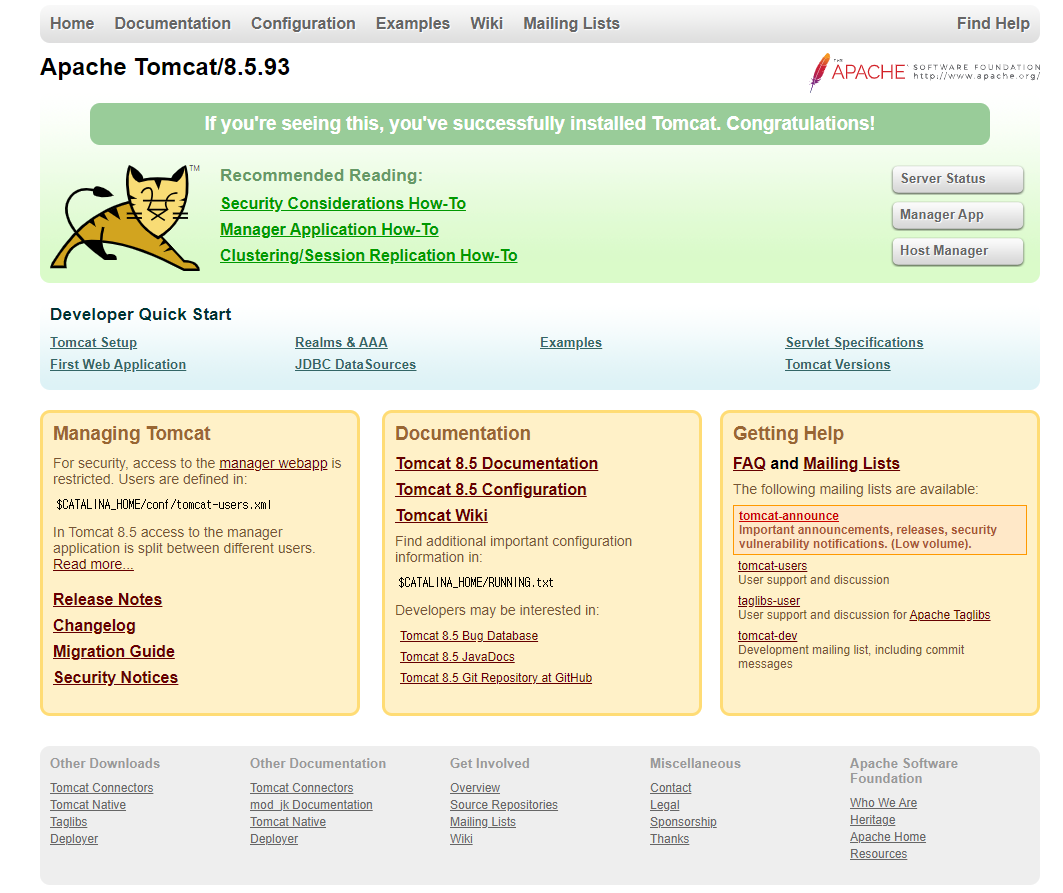 Home Documentation Configuration Examples Wiki Mailing Lists Find Help
Apache Tomcat/8.5.93
THE
APACHE SOFTWARE FOUNDATION
http://www.apache.org/
If you're seeing this, you've successfully installed Tomcat. Congratulations!
TM
Recommended Reading:
Security Considerations How-To
Manager Application How-To
Clustering/Session Replication How-To
Server Status
Manager App
Host Manager
Developer Quick Start
Tomcat Setup
First Web Application
Realms & AAA
JDBC DataSources
Examples
Servlet Specifications
Tomcat Versions
Managing Tomcat
For security, access to the manager webapp is
restricted. Users are defined in:
$CATALINA_HOME/conf/tomcat-users.xml
In Tomcat 8.5 access to the manager
application is split between different users.
Read more...
Release Notes
Changelog
Migration Guide
Security Notices
Documentation
Tomcat 8.5 Documentation
Tomcat 8.5 Configuration
Tomcat Wiki
Find additional important configuration
information in:
$CATALINA_HOME/RUNNING.txt
Developers may be interested in:
Tomcat 8.5 Bug Database
Tomcat 8.5 JavaDocs
Tomcat 8.5 Git Repository at GitHub
Getting Help
FAQ and Mailing Lists
The following mailing lists are available:
tomcat-announce
Important announcements, releases, security
vulnerability notifications. (Low volume).
tomcat-users
User support and discussion
taglibs-user
User support and discussion for Apache Taglibs
tomcat-dev
Development mailing list, including commit
messages
Other Downloads
Tomcat Connectors
Tomcat Native
Taglibs
Deployer
Other Documentation
Tomcat Connectors
mod_jk Documentation
Tomcat Native
Deployer
Get Involved
Overview
Source Repositories
Mailing Lists
Wiki
Miscellaneous
Contact
Legal
Sponsorship
Thanks
Apache Software
Foundation
Who We Are
Heritage
Apache Home
Resources